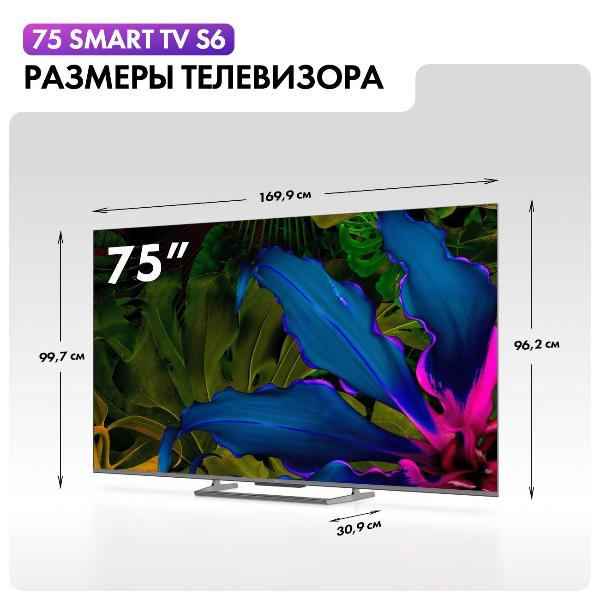 75 SMART TV S6
РАЗМЕРЫ ТЕЛЕВИЗОРА
169,9 см
75"
99,7 см
96,2 см
30,9 см